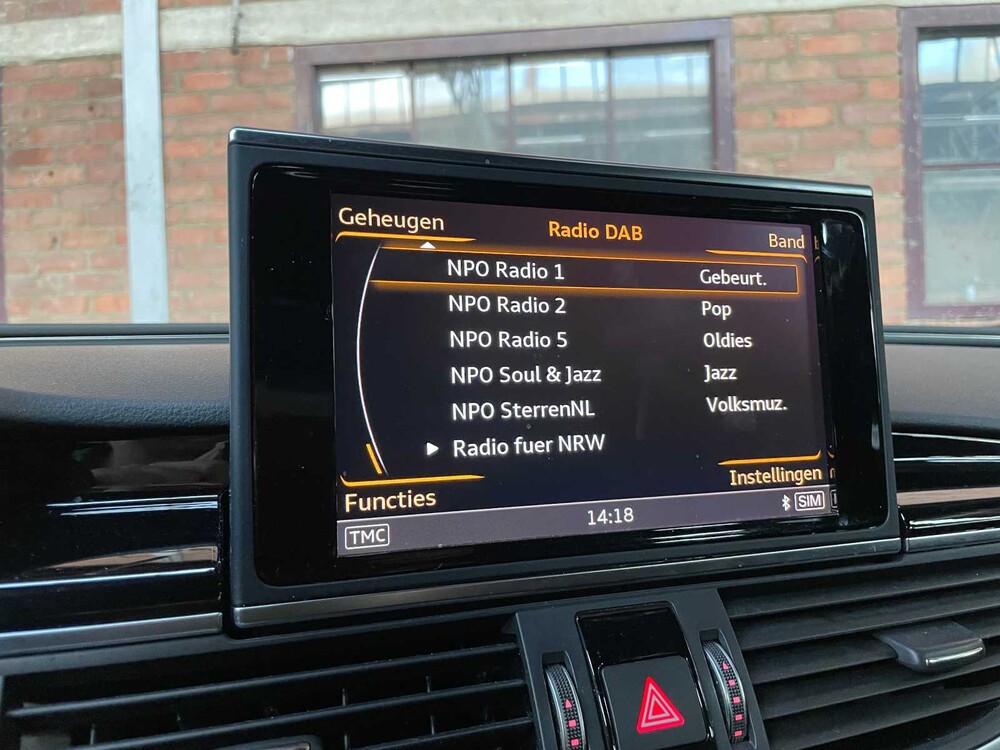 Geheugen Radio DAB Band
NPO Radio 1 Gebeurt.
NPO Radio 2 Pop
NPO Radio 5 Oldies
NPO Soul & Jazz Jazz
NPO SterrenNL Volksmuz.
Radio fuer NRW
Functies Instellingen
TMC 14:18 SIM